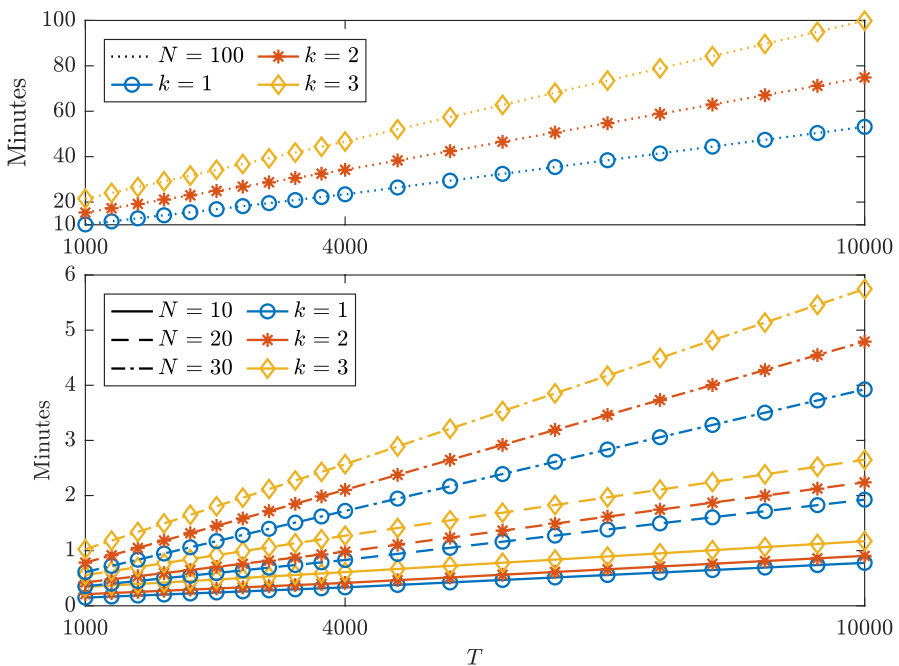 100
80
60
40
20
10
Minutes
N = 100
k = 2
k = 1
k = 3
1000
4000
10000
6
5
4
3
2
1
0
Minutes
N = 10
k = 1
N = 20
k = 2
N = 30
k = 3
1000
4000
10000
T